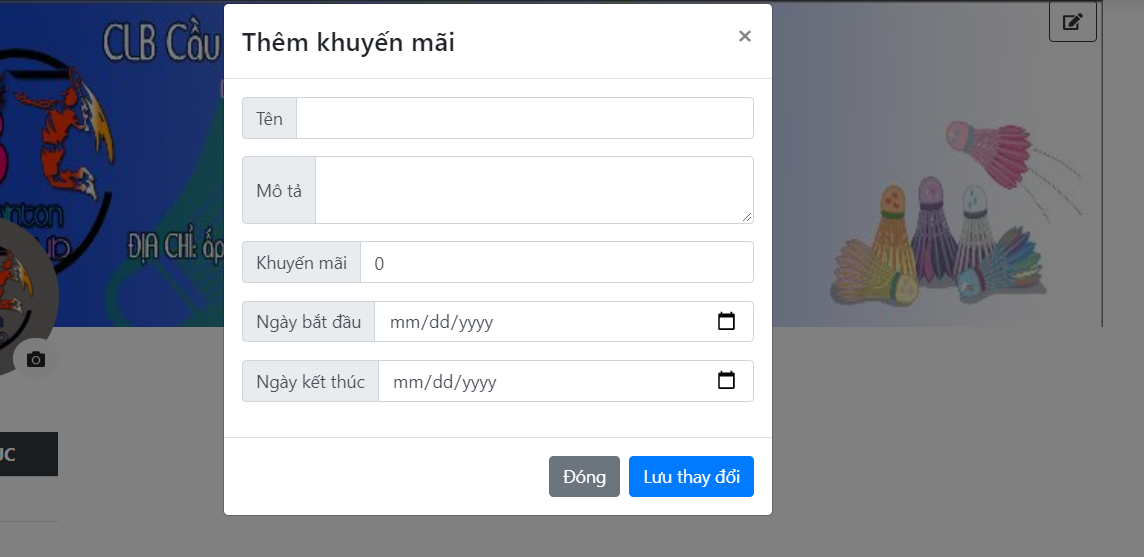 CLB Cầu
Thêm khuyến mãi
×
Tên
Mô tả
ĐỊA CHỈ: ấp
Khuyến mãi
0
Ngày bắt đầu
mm/dd/yyyy
Ngày kết thúc
mm/dd/yyyy
Đóng
Lưu thay đổi